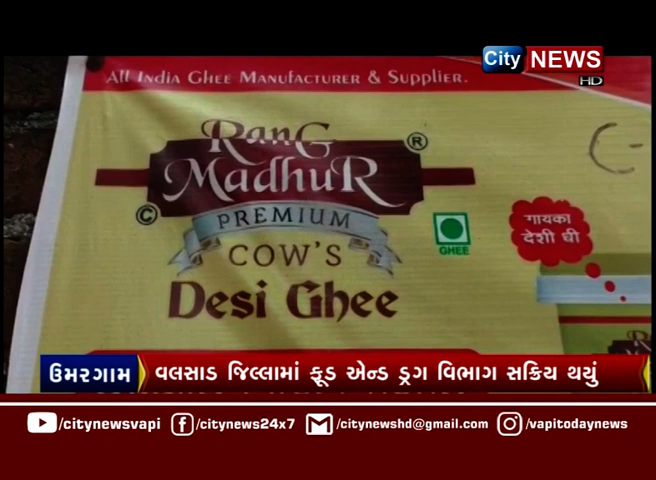 City NEWS
HD
All India Ghee Manufacturer & Supplier.
RanG
MadhuR
®
©
PREMIUM
COW'S
Desi Ghee
GHEE
गायका
देशी घी
ઉમરગામ
વલસાડ જિલ્લામાં ફૂડ એન્ડ ડ્રગ વિભાગ સક્રિય થયું
/citynewsvapi /citynews24x7 /citynewshd@gmail.com /vapitodaynews